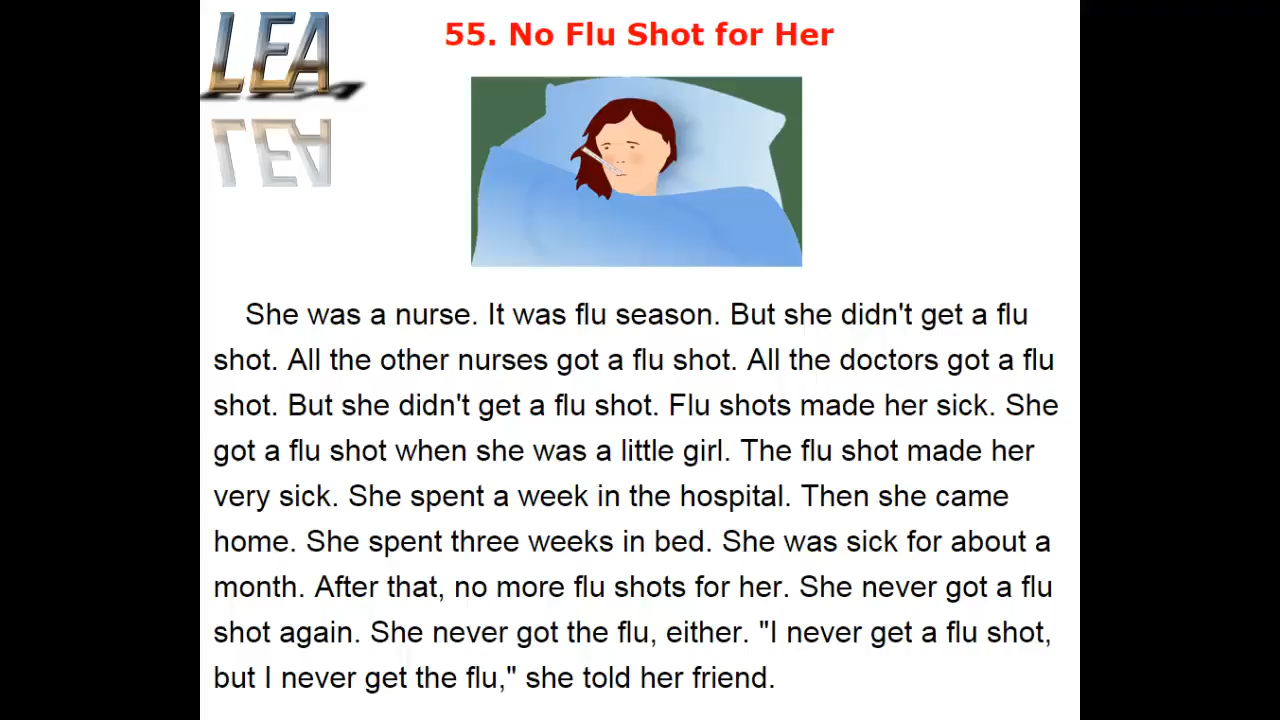 LEA
55. No Flu Shot for Her
She was a nurse. It was flu season. But she didn't get a flu
shot. All the other nurses got a flu shot. All the doctors got a flu
shot. But she didn't get a flu shot. Flu shots made her sick. She
got a flu shot when she was a little girl. The flu shot made her
very sick. She spent a week in the hospital. Then she came
home. She spent three weeks in bed. She was sick for about a
month. After that, no more flu shots for her. She never got a flu
shot again. She never got the flu, either. "I never get a flu shot,
but I never get the flu," she told her friend.